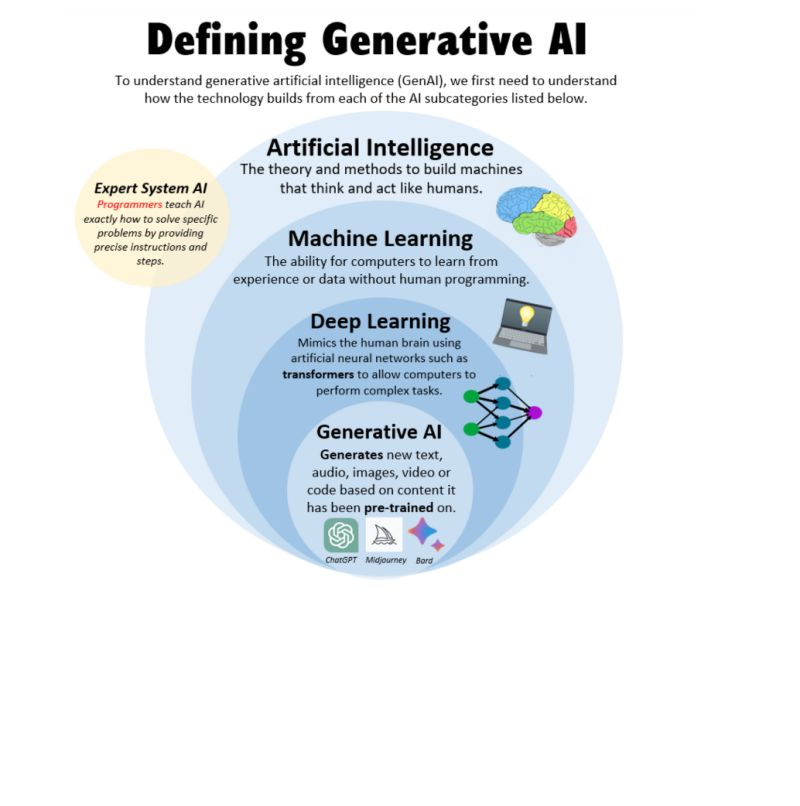 Defining Generative AI
To understand generative artificial intelligence (GenAI), we first need to understand
how the technology builds from each of the AI subcategories listed below.
Artificial Intelligence
The theory and methods to build machines
that think and act like humans.
Expert System AI
Programmers teach AI
exactly how to solve specific
problems by providing
precise instructions and
steps.
Machine Learning
The ability for computers to learn from
experience or data without human programming.
Deep Learning
Mimics the human brain using
artificial neural networks such as
transformers to allow computers to
perform complex tasks.
Generative AI
Generates new text,
audio, images, video or
code based on content it
has been pre-trained on.
ChatGPT Midjourney Bard